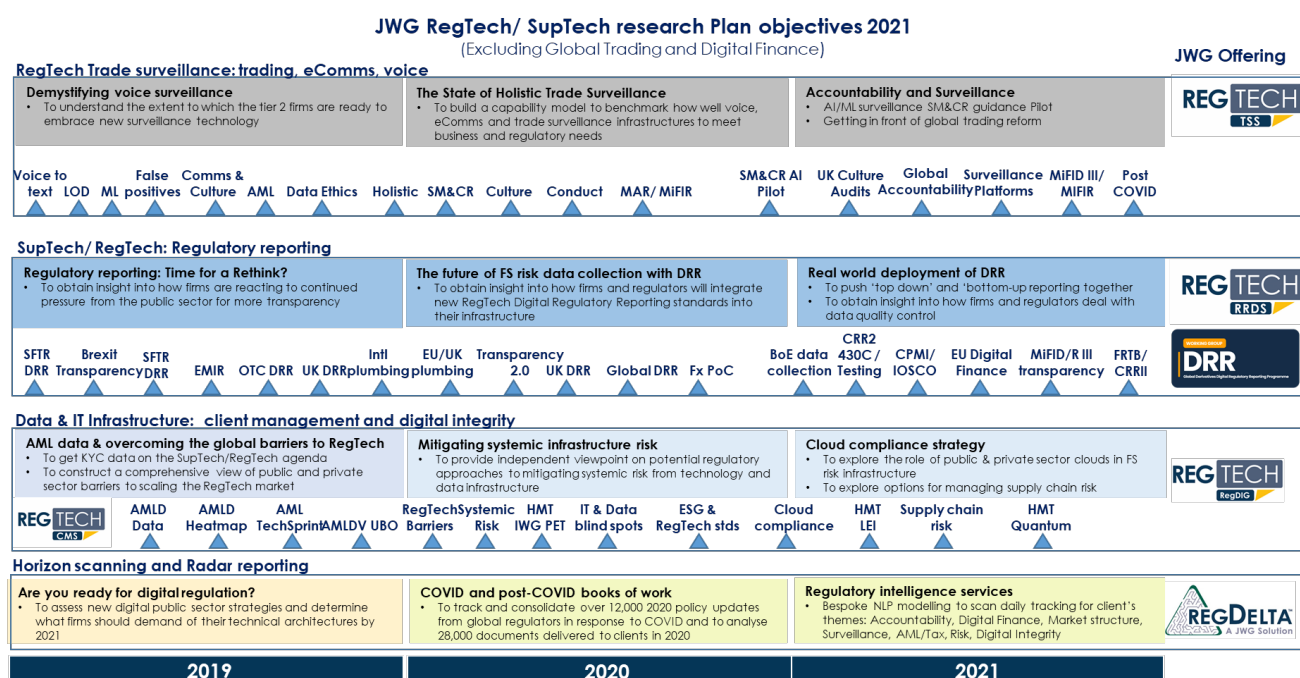 JWG RegTech/ SupTech research Plan objectives 2021
(Excluding Global Trading and Digital Finance)
JWG Offering
RegTech Trade surveillance: trading, eComms, voice
Demystifying voice surveillance
• To understand the extent to which the tier 2 firms are ready to
embrace new surveillance technology
The State of Holistic Trade Surveillance
• To build a capability model to benchmark how well voice,
eComms and trade surveillance infrastructures to meet
business and regulatory needs
Accountability and Surveillance
• AI/ML surveillance SM&CR guidance Pilot
• Getting in front of global trading reform
REG TECH
TSS
Voice to
text
LOD
ML
False
positives
Comms &
Culture
AML
Data Ethics
Holistic
SM&CR
Culture
Conduct
MAR/ MiFIR
SM&CR AI
Pilot
UK Culture
Audits
Global
Accountability
Surveillance
Platforms
MiFID III/
MIFIR
Post
COVID
SupTech/ RegTech: Regulatory reporting
Regulatory reporting: Time for a Rethink?
• To obtain insight into how firms are reacting to continued
pressure from the public sector for more transparency
The future of FS risk data collection with DRR
• To obtain insight into how firms and regulators will integrate
new RegTech Digital Regulatory Reporting standards into
their infrastructure
Real world deployment of DRR
• To push ‘top down’ and ‘bottom-up reporting together
• To obtain insight into how firms and regulators deal with
data quality control
REG TECH
RRDS
WORKING GROUP
DRR
Global Derivatives Digital Regulatory Reporting Programme
SFTR
DRR
Brexit
Transparency
SFTR
DRR
EMIR
OTC DRR
UK DRR
Intl
plumbing
EU/UK
plumbing
Transparency
2.0
UK DRR
Global DRR
Fx PoC
BoE data
collection
CRR2
430C /
Testing
CPMI/
IOSCO
EU Digital
Finance
MiFID/R III
transparency
FRTB/
CRRII
Data & IT Infrastructure: client management and digital integrity
AML data & overcoming the global barriers to RegTech
• To get KYC data on the SupTech/RegTech agenda
• To construct a comprehensive view of public and private
sector barriers to scaling the RegTech market
Mitigating systemic infrastructure risk
• To provide independent viewpoint on potential regulatory
approaches to mitigating systemic risk from technology and
data infrastructure
Cloud compliance strategy
• To explore the role of public & private sector clouds in FS
risk infrastructure
• To explore options for managing supply chain risk
REG TECH
RegDIG
REG TECH
CMS
AMLD
Data
AMLD
Heatmap
AML
TechSprint
AMLDV UBO
RegTech
Barriers
Systemic
Risk
HMT
IWG PET
IT & Data
blind spots
ESG &
RegTech stds
Cloud
compliance
HMT
LEI
Supply chain
risk
HMT
Quantum
Horizon scanning and Radar reporting
Are you ready for digital regulation?
• To assess new digital public sector strategies and determine
what firms should demand of their technical architectures by
2021
COVID and post-COVID books of work
• To track and consolidate over 12,000 2020 policy updates
from global regulators in response to COVID and to analyse
28,000 documents delivered to clients in 2020
Regulatory intelligence services
• Bespoke NLP modelling to scan daily tracking for client’s
themes: Accountability, Digital Finance, Market structure,
Surveillance, AML/Tax, Risk, Digital Integrity
REGDELTA™
A JWG Solution
2019
2020
2021